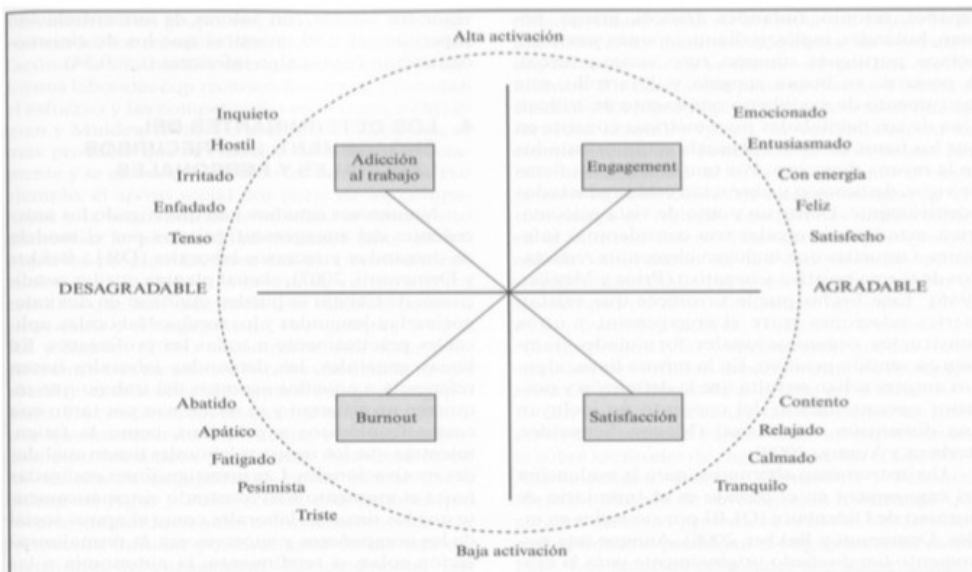 Alta activación
Inquieto
Hostil
Irritado
Enfadado
Tenso
Emocionado
Entusiasmado
Con energía
Feliz
Satisfecho
Adicción
al trabajo
Engagement
DESAGRADABLE
AGRADABLE
Burnout
Satisfacción
Abatido
Apático
Fatigado
Pesimista
Triste
Contento
Relajado
Calmado
Tranquilo
Baja activación